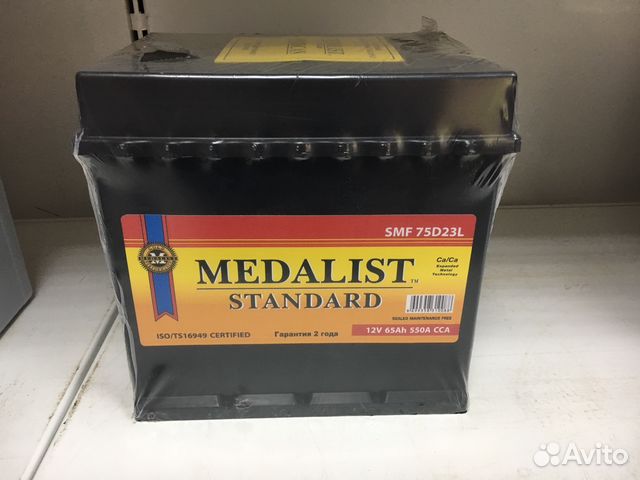 SMF 75D23L
MEDALIST™
STANDARD
Ca/Ca
Expanded
Metal
Technology
SEALED MAINTENANCE FREE
ISO/TS16949 CERTIFIED
Гарантия 2 года
12V 65Ah 550A CCA
Avito